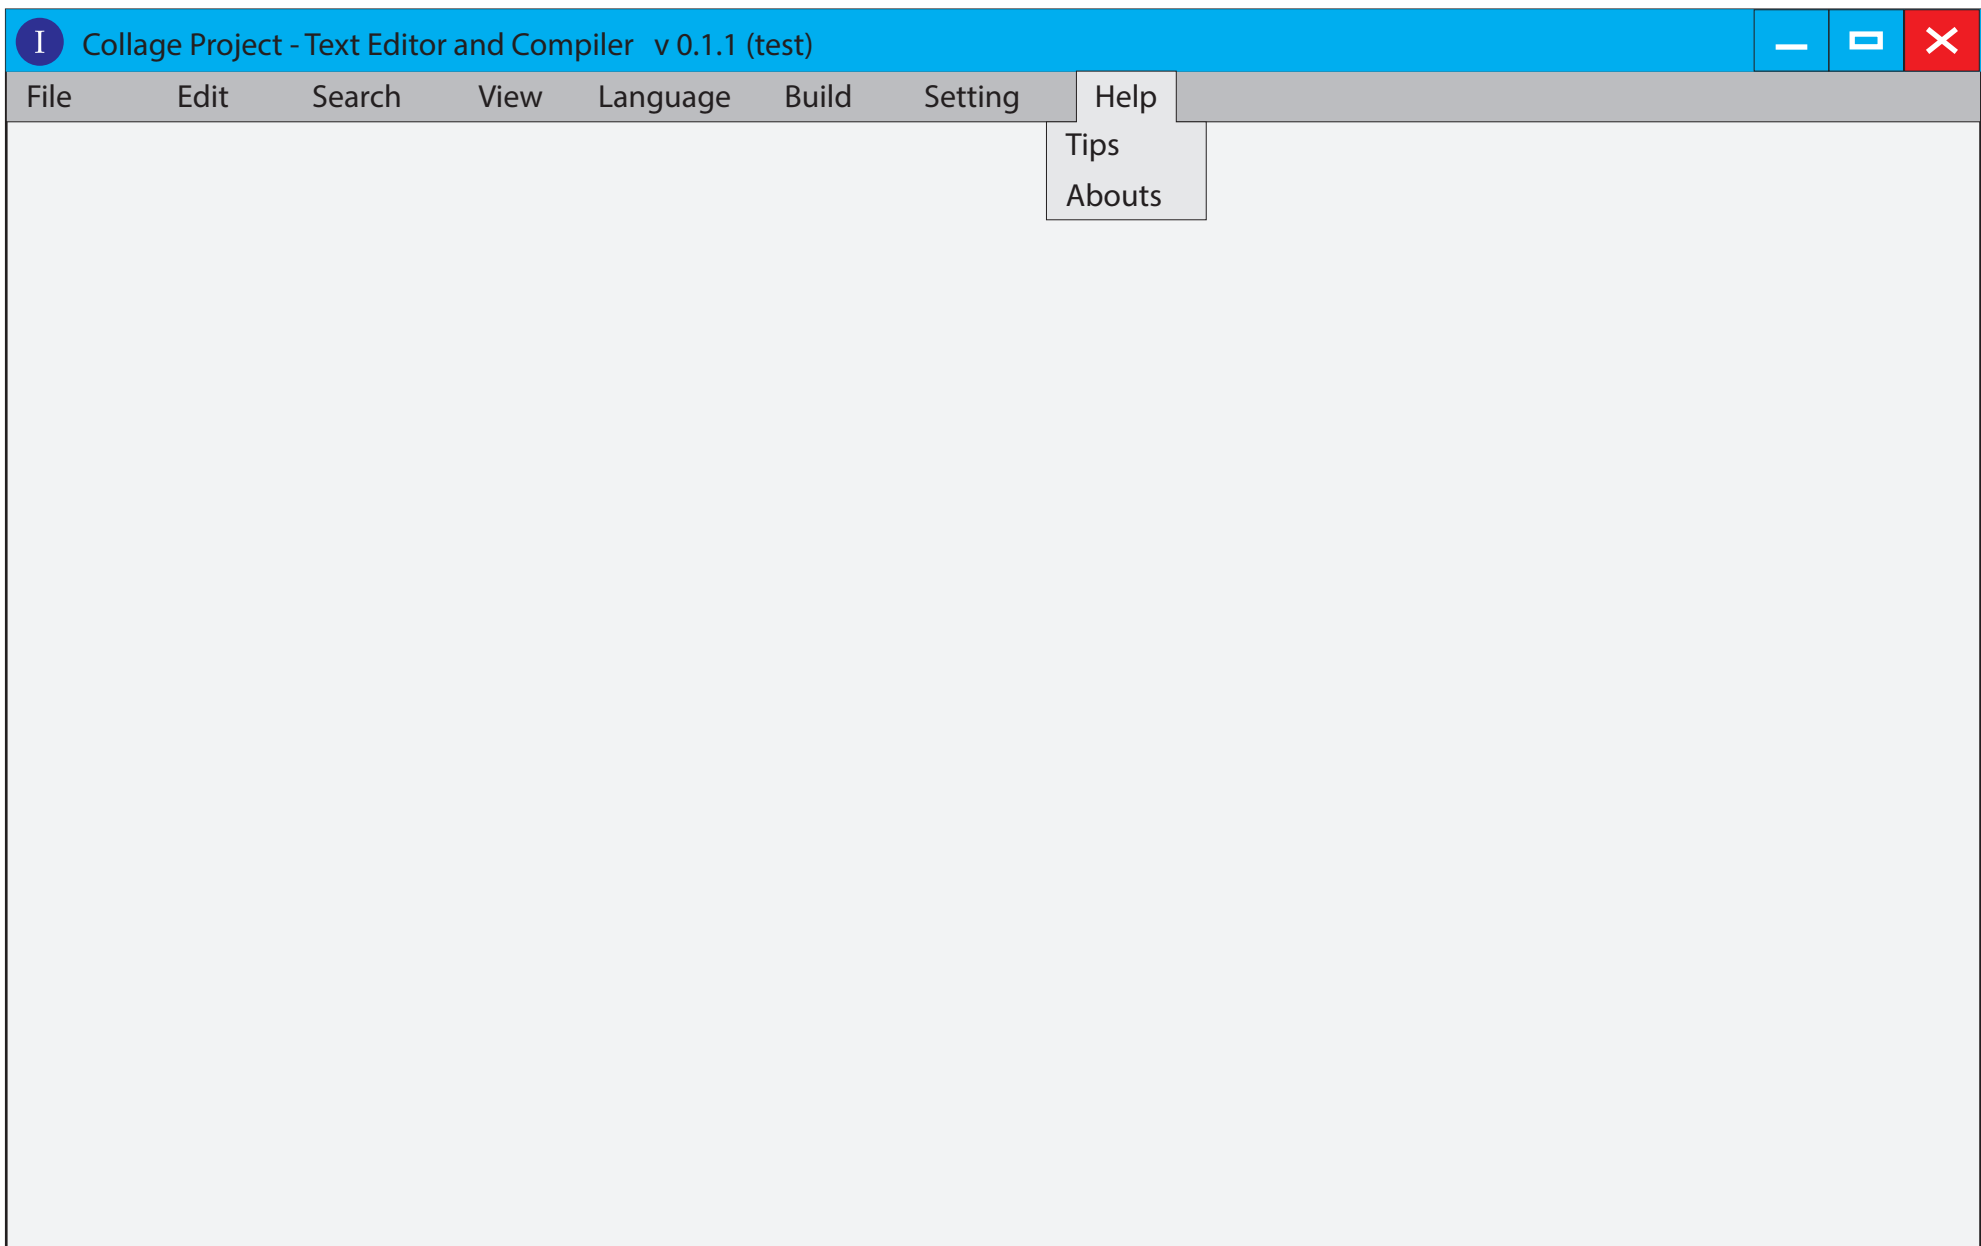 I Collage Project - Text Editor and Compiler v 0.1.1 (test)
File Edit Search View Language Build Setting Help
Tips
Abouts